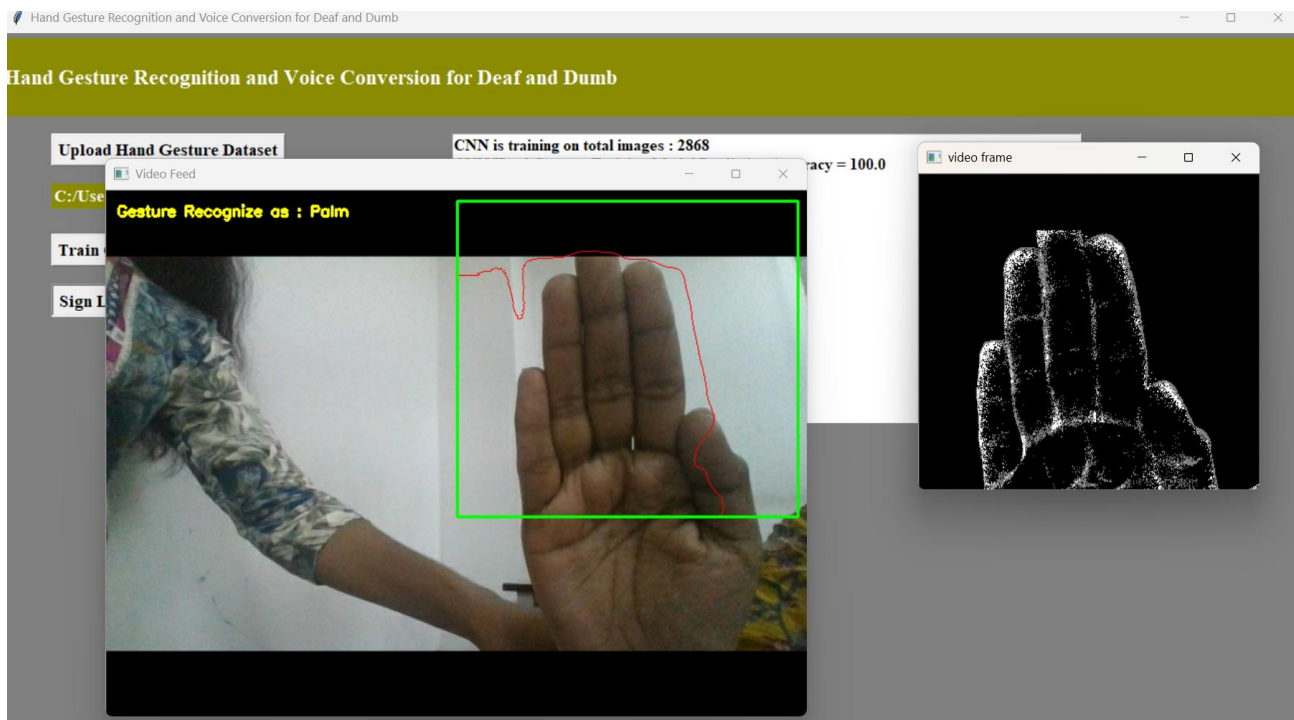 Hand Gesture Recognition and Voice Conversion for Deaf and Dumb
Hand Gesture Recognition and Voice Conversion for Deaf and Dumb
Upload Hand Gesture Dataset
CNN is training on total images : 2868
= 100.0
C:/Use
Train
Sign L
Video Feed
Gesture Recognize as : Palm
video frame